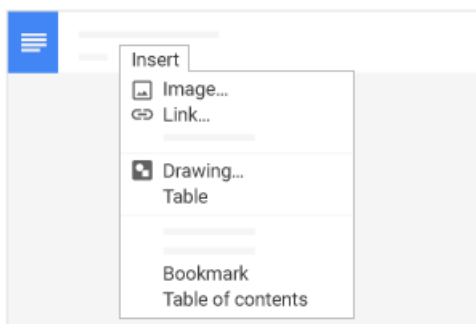 Insert
Image...
Link...
Drawing...
Table
Bookmark
Table of contents